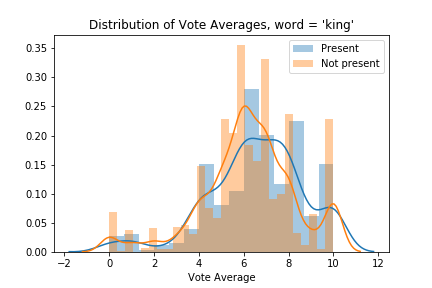 Distribution of Vote Averages, word = 'king'
0.35
0.30
0.25
0.20
0.15
0.10
0.05
0.00
Present
Not present
−2 0 2 4 6 8 10 12
Vote Average